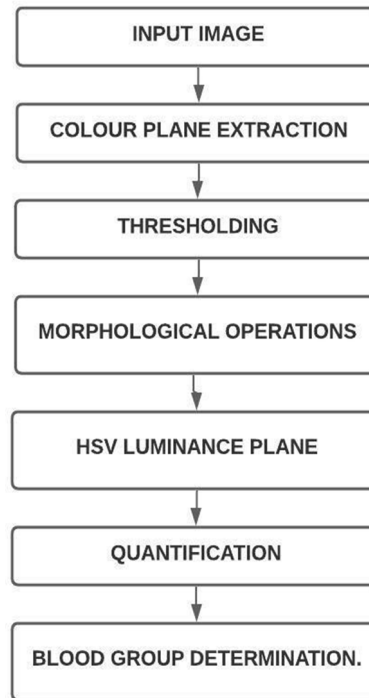 INPUT IMAGE
COLOUR PLANE EXTRACTION
THRESHOLDING
MORPHOLOGICAL OPERATIONS
HSV LUMINANCE PLANE
QUANTIFICATION
BLOOD GROUP DETERMINATION.